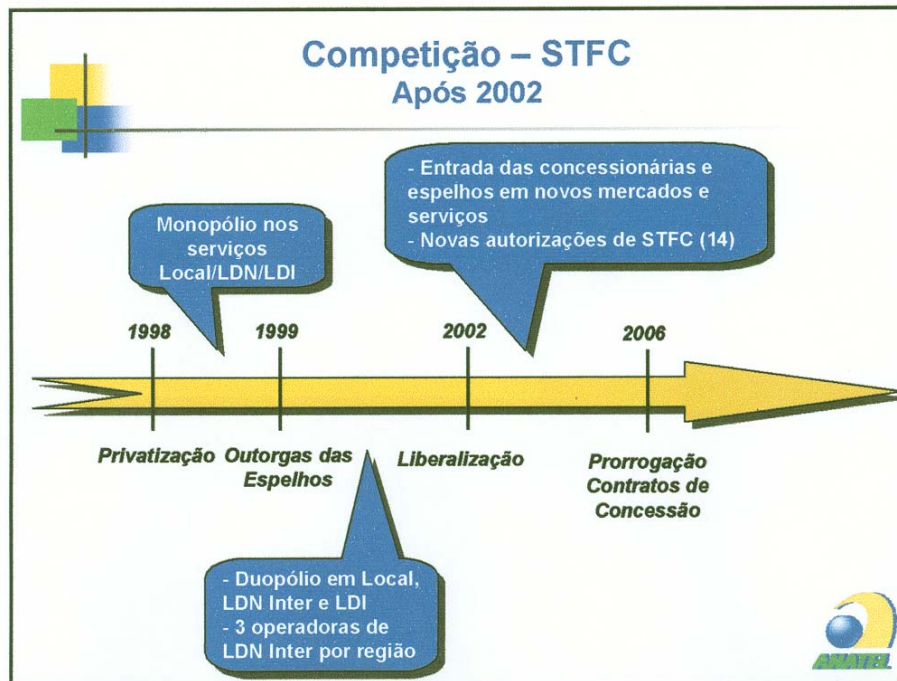 Competição – STFC
Após 2002
- Entrada das concessionárias e
espelhos em novos mercados e
serviços
- Novas autorizações de STFC (14)
Monopólio nos
serviços
Local/LDN/LDI
1998
1999
2002
2006
Privatização
Outorgas das
Espelhos
Liberalização
Prorrogação
Contratos de
Concessão
- Duopólio em Local,
LDN Inter e LDI
- 3 operadoras de
LDN Inter por região
ANATEL